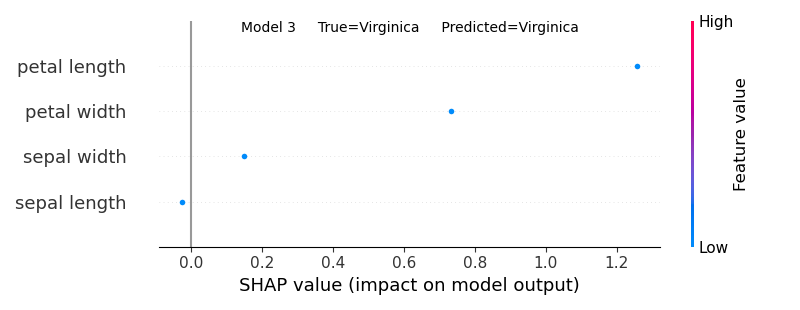 Model 3 True=Virginica Predicted=Virginica
High
petal length
petal width
sepal width
sepal length
Feature value
Low
0.0 0.2 0.4 0.6 0.8 1.0 1.2
SHAP value (impact on model output)